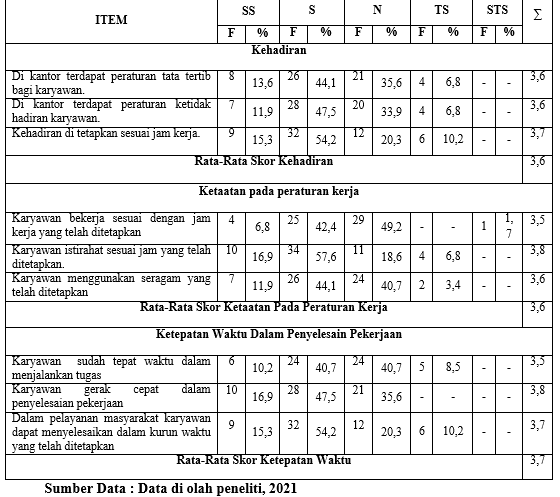 ITEM SS S N TS STS ∑
F % F % F % F % F %
Kehadiran
Di kantor terdapat peraturan tata tertib 8 13,6 26 44,1 21 35,6 4 6,8 - - 3,6
bagi karyawan.
Di kantor terdapat peraturan ketidak 7 11,9 28 47,5 20 33,9 4 6,8 - - 3,6
hadiran karyawan.
Kehadiran di tetapkan sesuai jam kerja. 9 15,3 32 54,2 12 20,3 6 10,2 - - 3,7
Rata-Rata Skor Kehadiran 3,6
Ketaatan pada peraturan kerja
Karyawan bekerja sesuai dengan jam 4 6,8 25 42,4 29 49,2 - - 1 1,7 3,5
kerja yang telah ditetapkan
Karyawan istirahat sesuai jam yang telah 10 16,9 34 57,6 11 18,6 4 6,8 - - 3,8
ditetapkan.
Karyawan menggunakan seragam yang 7 11,9 26 44,1 24 40,7 2 3,4 - - 3,6
telah ditetapkan
Rata-Rata Skor Ketaatan Pada Peraturan Kerja 3,6
Ketepatan Waktu Dalam Penyelesain Pekerjaan
Karyawan sudah tepat waktu dalam 6 10,2 24 40,7 24 40,7 5 8,5 - - 3,5
menjalankan tugas
Karyawan gerak cepat dalam 10 16,9 28 47,5 21 35,6 - - - - 3,8
penyelesaian pekerjaan
Dalam pelayanan masyarakat karyawan 9 15,3 32 54,2 12 20,3 6 10,2 - - 3,7
dapat menyelesaikan dalam kurun waktu
yang telah ditetapkan
Rata-Rata Skor Ketepatan Waktu 3,7
Sumber Data : Data di olah peneliti, 2021